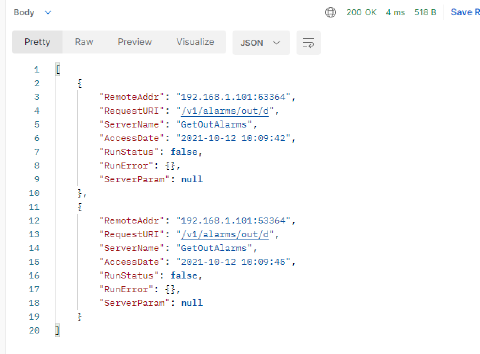 Body 200 OK 4 ms 518 B Save R
Pretty Raw Preview Visualize JSON
1 [
2 {
3 "RemoteAddr": "192.168.1.101:53364",
4 "RequestURI": "/v1/alarms/out/d",
5 "ServerName": "GetOutAlarms",
6 "AccessDate": "2021-10-12 10:09:42",
7 "RunStatus": false,
8 "RunError": {},
9 "ServerParam": null
10 },
11 {
12 "RemoteAddr": "192.168.1.101:53364",
13 "RequestURI": "/v1/alarms/out/d",
14 "ServerName": "GetOutAlarms",
15 "AccessDate": "2021-10-12 10:09:45",
16 "RunStatus": false,
17 "RunError": {},
18 "ServerParam": null
19 }
20 ]